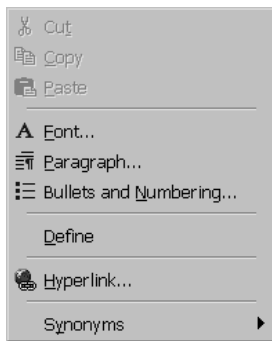 Cut
Copy
Paste
Font...
Paragraph...
Bullets and Numbering...
Define
Hyperlink...
Synonyms